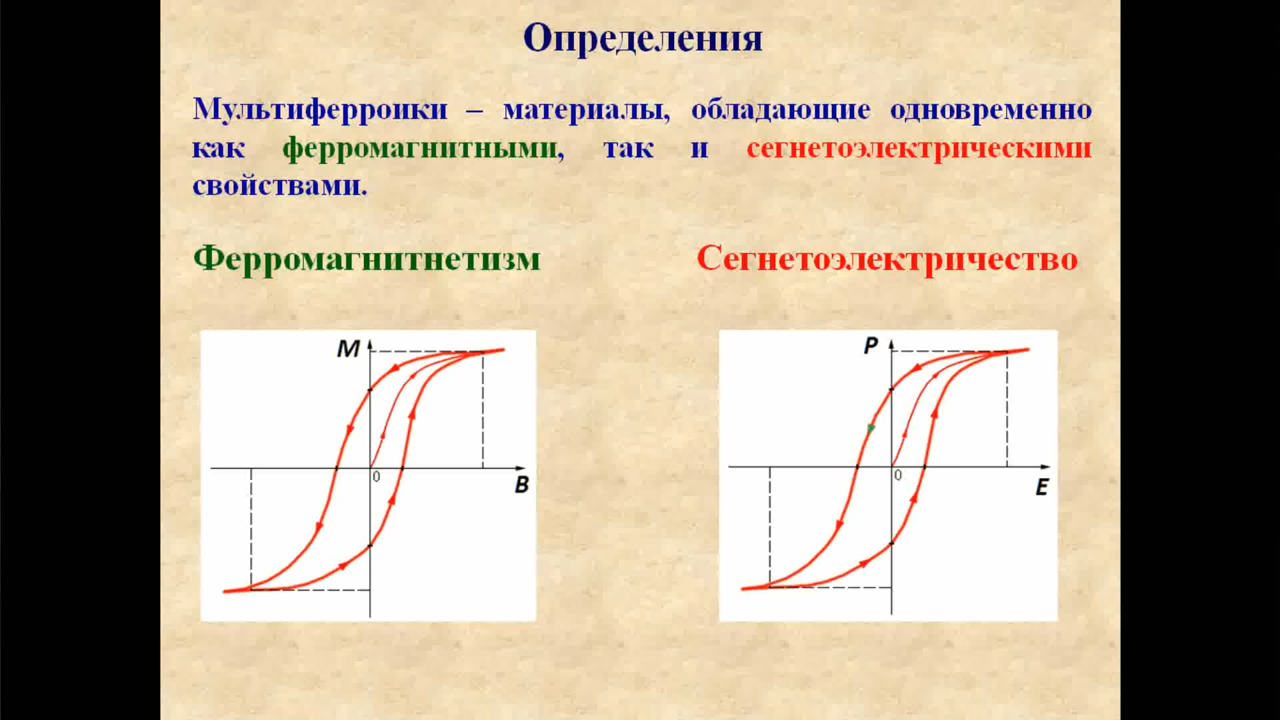 Определения
Мультиферроики – материалы, обладающие одновременно
как ферромагнитными, так и сегнетоэлектрическими
свойствами.
Ферромагнитнетизм
Сегнетоэлектричество
M
0
B
P
0
E